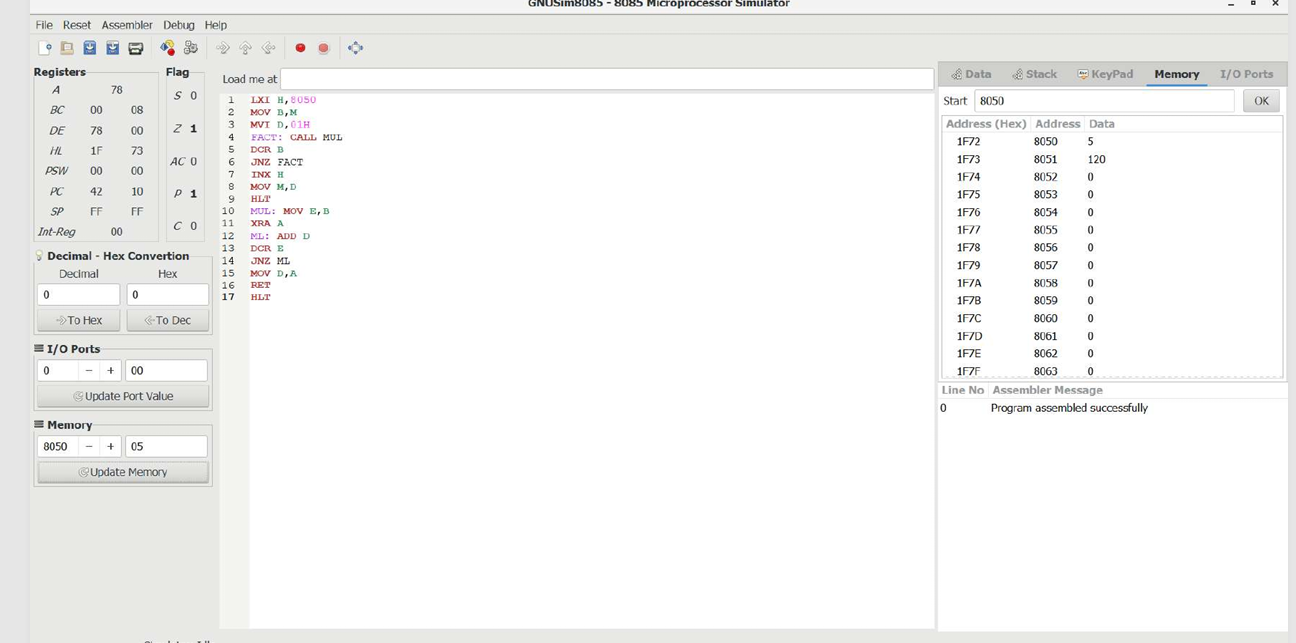 GNUSim8085 - 8085 Microprocessor Simulator
File Reset Assembler Debug Help
Registers
A 78
BC 00 08
DE 78 00
HL 1F 73
PSW 00 00
PC 42 10
SP FF FF
Int-Reg 00
Flag
S 0
Z 1
AC 0
P 1
C 0
Decimal - Hex Convertion
Decimal Hex
0 0
To Hex To Dec
I/O Ports
0 − + 00
Update Port Value
Memory
8050 − + 05
Update Memory
Load me at
1 LXI H,8050
2 MOV B,M
3 MVI D,01H
4 FACT: CALL MUL
5 DCR B
6 JNZ FACT
7 INX H
8 MOV M,D
9 HLT
10 MUL: MOV E,B
11 XRA A
12 ML: ADD D
13 DCR E
14 JNZ ML
15 MOV D,A
16 RET
17 HLT
Data Stack KeyPad Memory I/O Ports
Start 8050 OK
Address (Hex) Address Data
1F72 8050 5
1F73 8051 120
1F74 8052 0
1F75 8053 0
1F76 8054 0
1F77 8055 0
1F78 8056 0
1F79 8057 0
1F7A 8058 0
1F7B 8059 0
1F7C 8060 0
1F7D 8061 0
1F7E 8062 0
1F7F 8063 0
Line No Assembler Message
0 Program assembled successfully